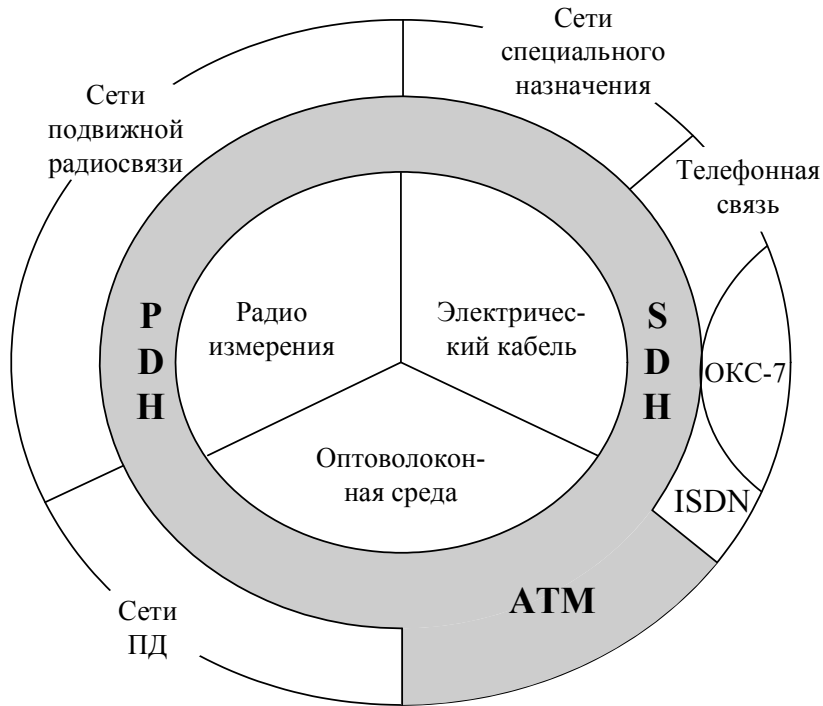 Сети
специального
назначения
Сети
подвижной
радиосвязи
Телефонная
связь
P
D
H
Радио
измерения
Электричес-
кий кабель
S
D
H
ОКС-7
Оптоволокон-
ная среда
ISDN
ATM
Сети
ПД